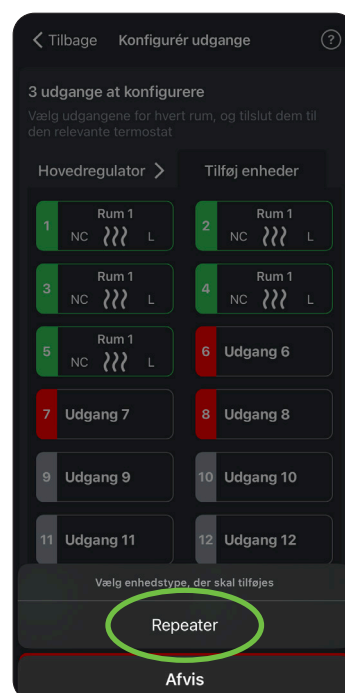 Tilbage Konfigurér udgange ?
3 udgange at konfigurere
Vælg udgangene for hvert rum, og tilslut dem til
den relevante termostat
Hovedregulator Tilføj enheder
1 Rum 1 NC L
2 Rum 1 NC L
3 Rum 1 NC L
4 Rum 1 NC L
5 Rum 1 NC L
6 Udgang 6
7 Udgang 7
8 Udgang 8
9 Udgang 9
10 Udgang 10
11 Udgang 11
12 Udgang 12
Vælg enhedstype, der skal tilføjes
Repeater
Afvis